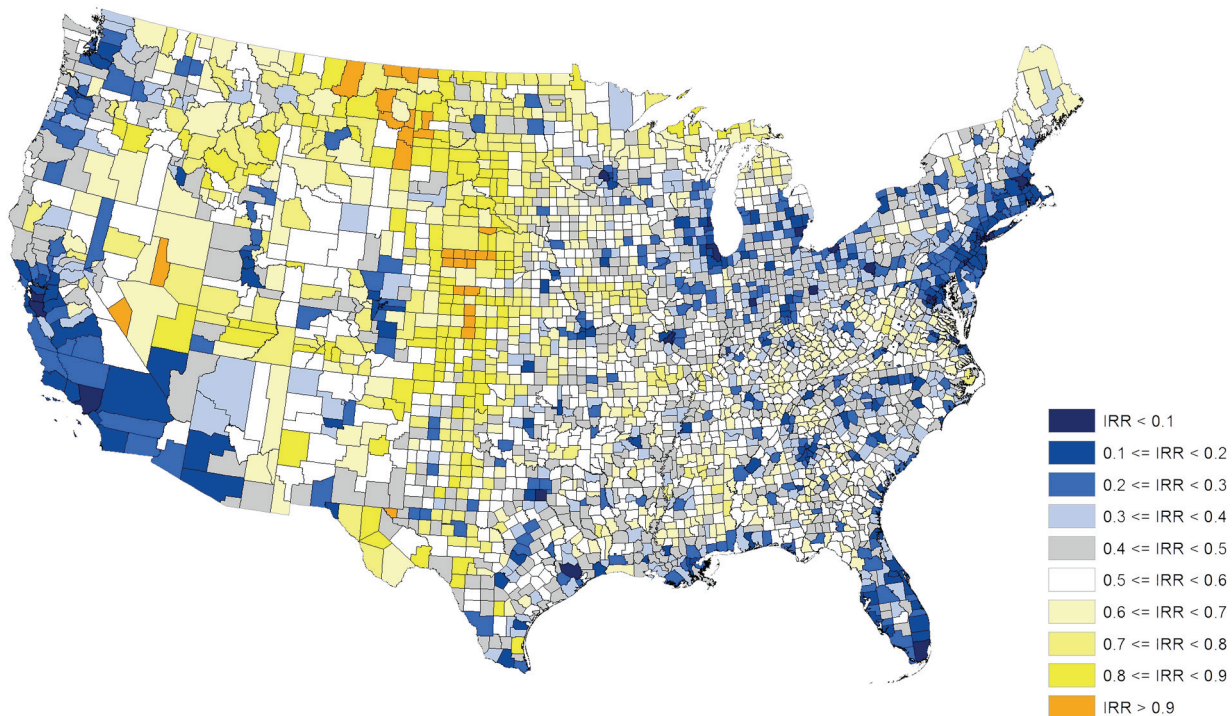 IRR < 0.1
0.1 <= IRR < 0.2
0.2 <= IRR < 0.3
0.3 <= IRR < 0.4
0.4 <= IRR < 0.5
0.5 <= IRR < 0.6
0.6 <= IRR < 0.7
0.7 <= IRR < 0.8
0.8 <= IRR < 0.9
IRR > 0.9